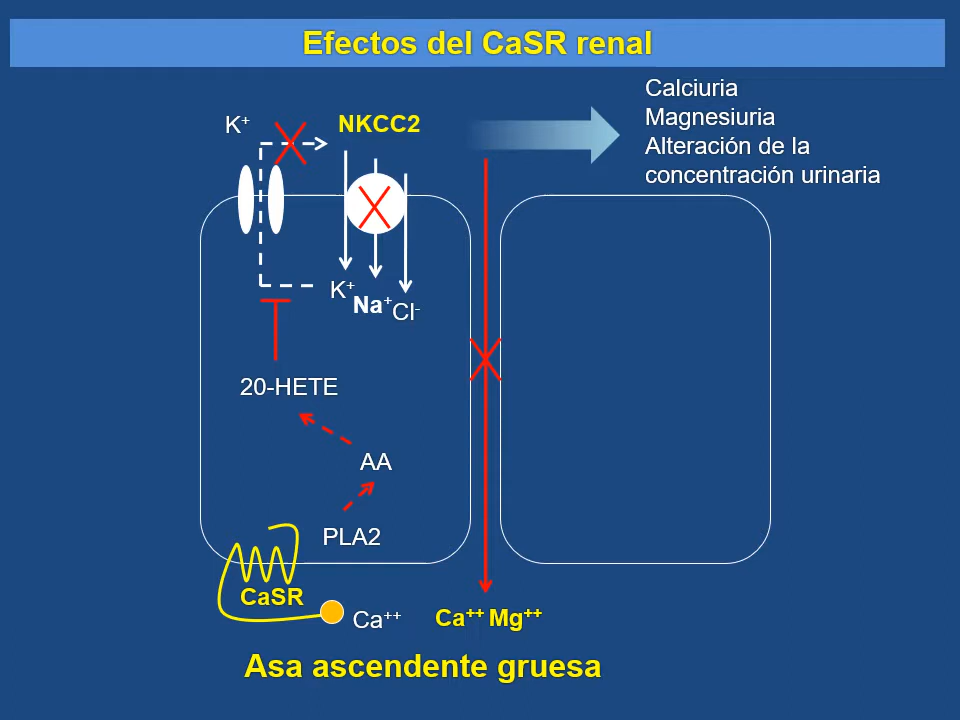 Efectos del CaSR renal
Calciuria
Magnesiuria
Alteración de la
concentración urinaria
K⁺
NKCC2
K⁺
Na⁺
Cl⁻
20-HETE
AA
PLA2
CaSR
Ca⁺⁺
Ca⁺⁺ Mg⁺⁺
Asa ascendente gruesa